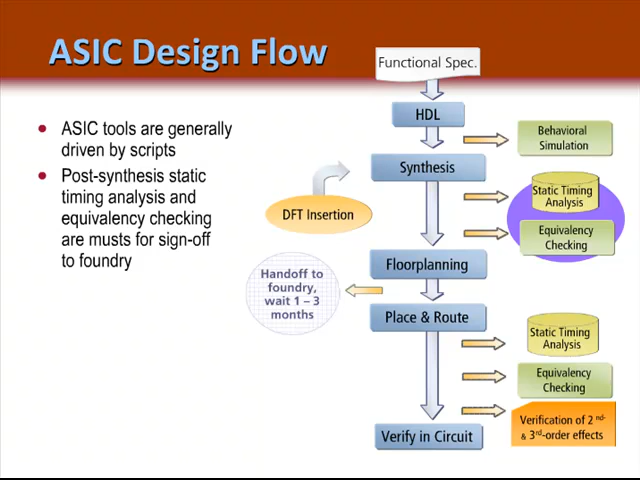 ASIC Design Flow
• ASIC tools are generally
driven by scripts
• Post-synthesis static
timing analysis and
equivalency checking
are musts for sign-off
to foundry
Functional Spec.
HDL
Behavioral
Simulation
Synthesis
Static Timing
Analysis
DFT Insertion
Equivalency
Checking
Floorplanning
Handoff to
foundry,
wait 1 – 3
months
Place & Route
Static Timing
Analysis
Equivalency
Checking
Verification of 2nd-
& 3rd-order effects
Verify in Circuit